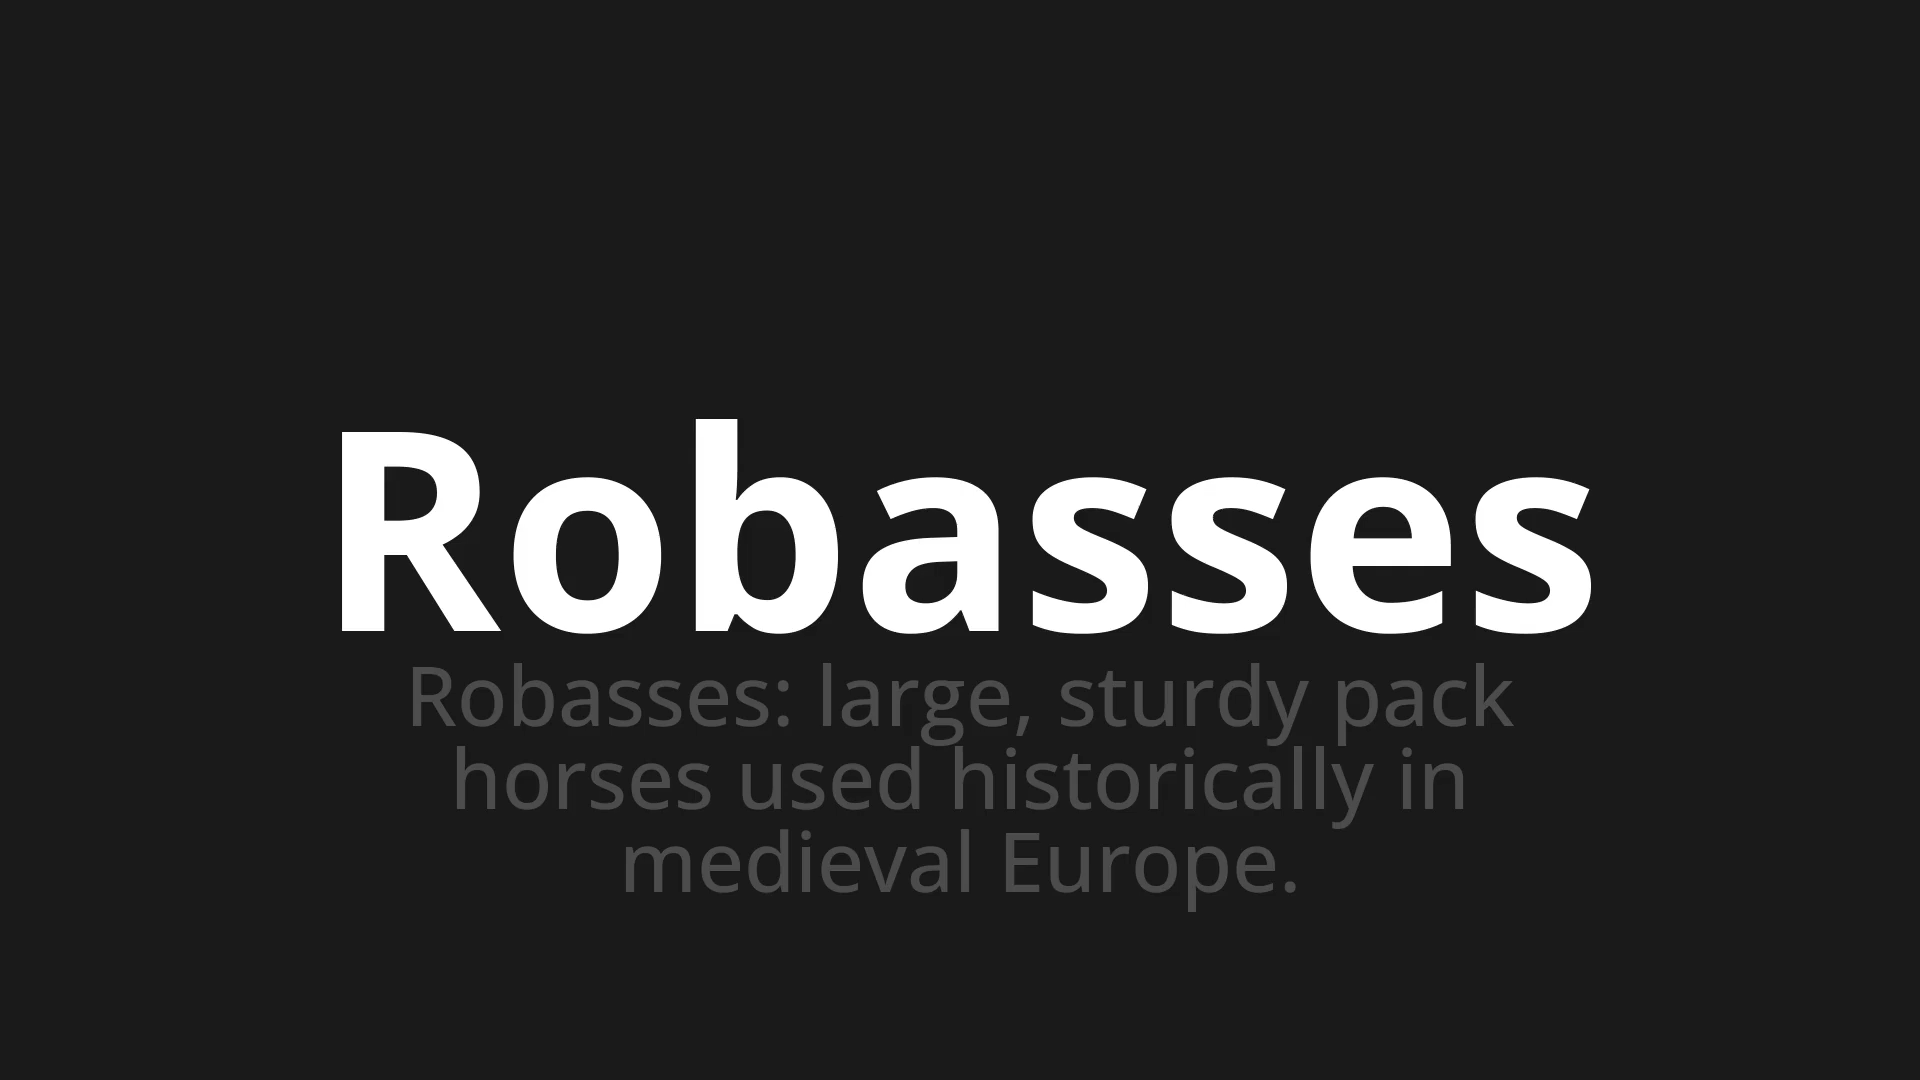 Robasses
Robasses: large, sturdy pack
horses used historically in
medieval Europe.